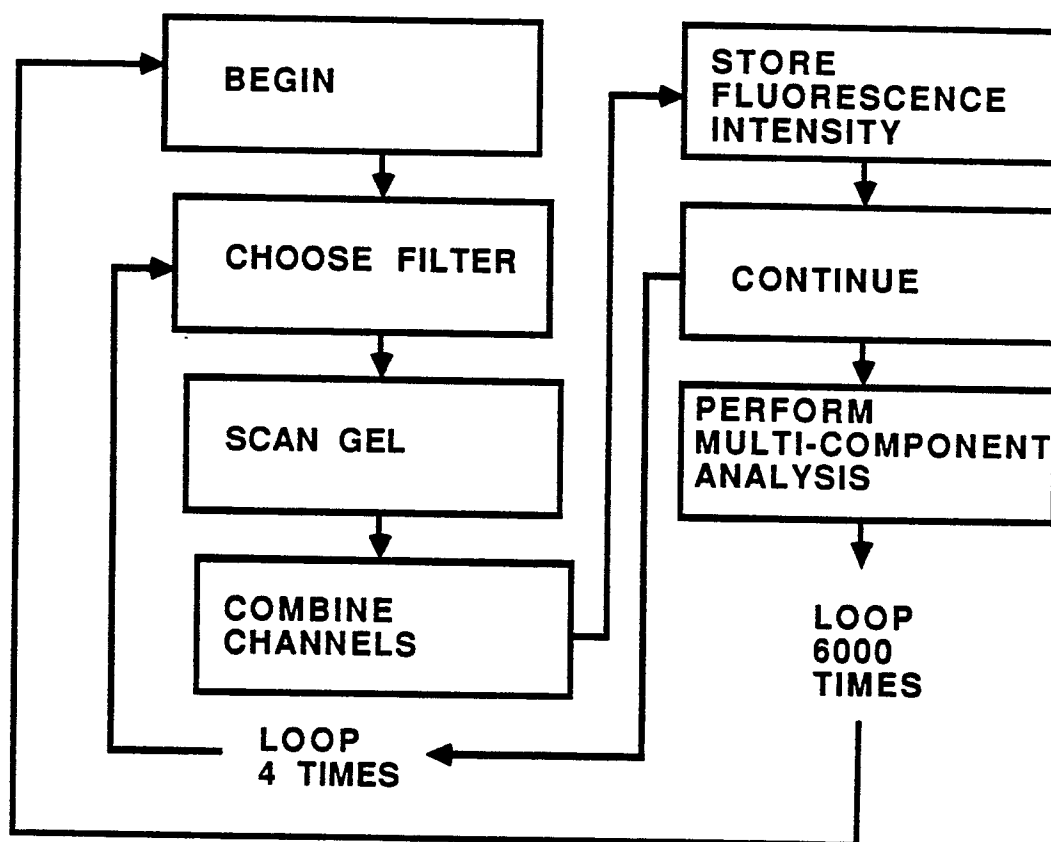 BEGIN
CHOOSE FILTER
SCAN GEL
COMBINE
CHANNELS
STORE
FLUORESCENCE
INTENSITY
CONTINUE
LOOP
4 TIMES
PERFORM
MULTI-COMPONENT
ANALYSIS
LOOP
6000
TIMES